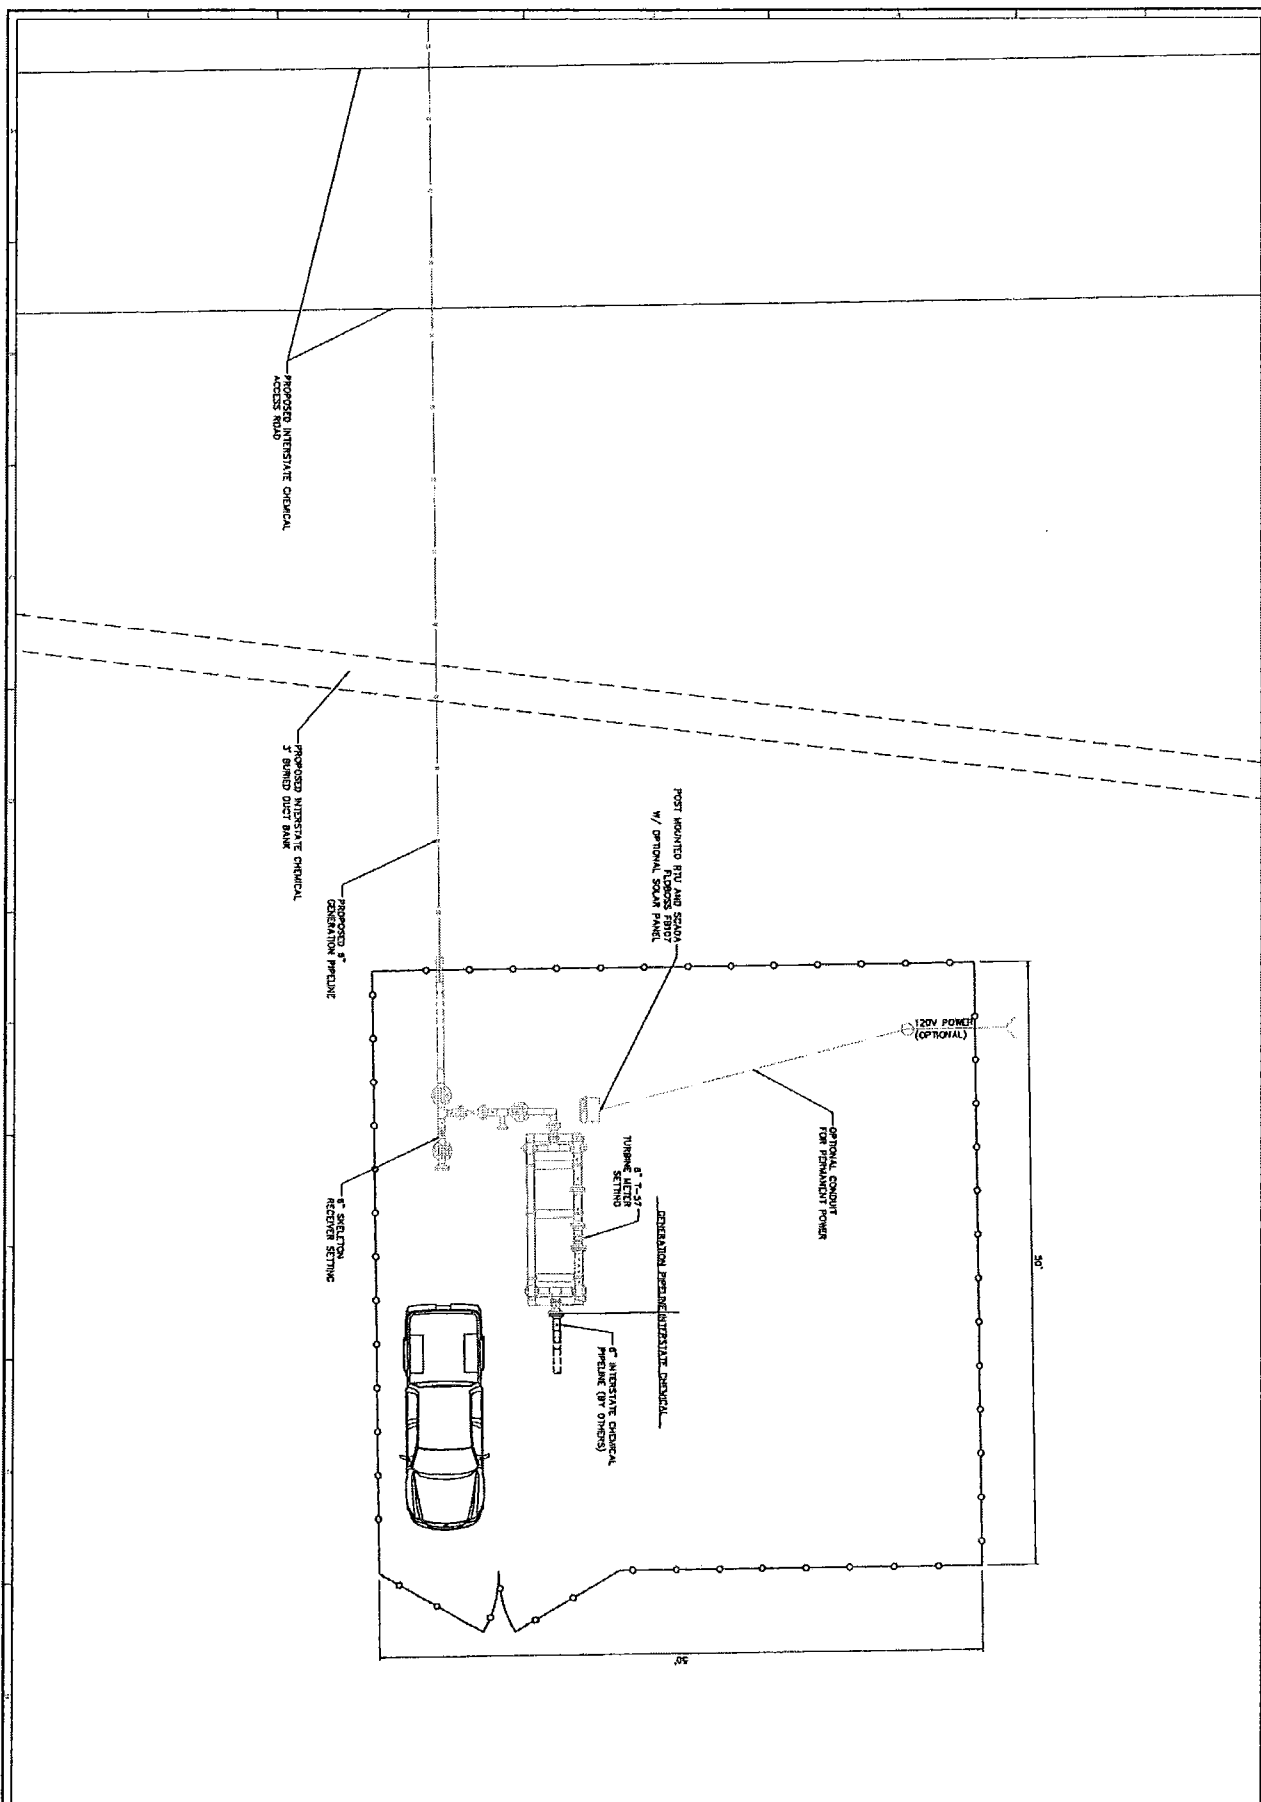 PROPOSED INTERSTATE CHEMICAL
ACCESS ROAD
PROPOSED INTERSTATE CHEMICAL
3' BURIED DUCT BANK
PROPOSED 8"
GENERATION PIPELINE
POST MOUNTED RTU AND SCADA
FLOBOSS FB107
W/ OPTIONAL SOLAR PANEL
120V POWER
(OPTIONAL)
OPTIONAL CONDUIT
FOR PERMANENT POWER
8" T-57
TURBINE METER
SETTING
SKELETON
RECEIVER SETTING
GENERATION PIPELINE
INTERSTATE CHEMICAL
6" INTERSTATE CHEMICAL
PIPELINE (BY OTHERS)
50'
50'